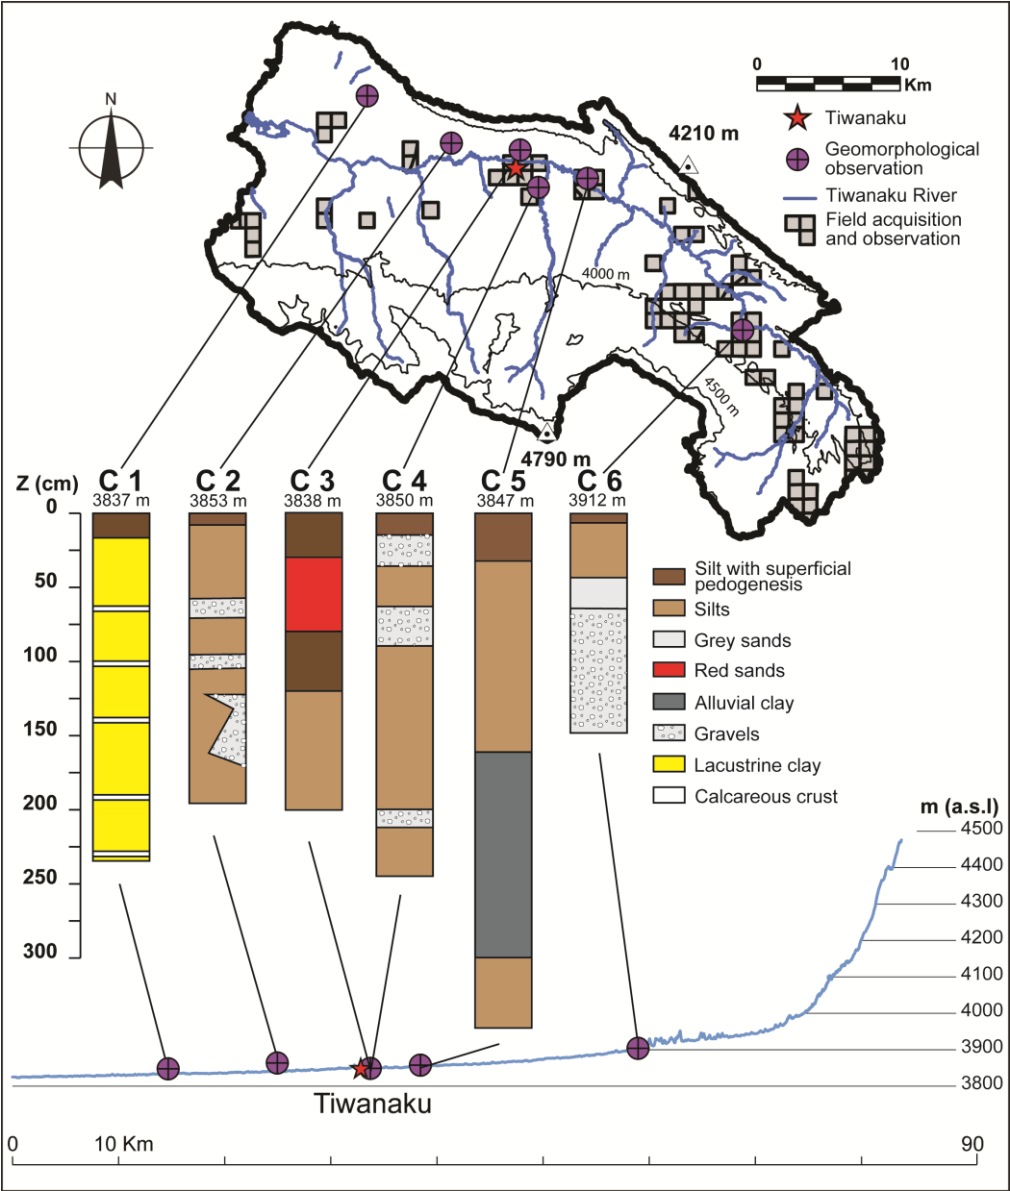 N
0 10
Km
Tiwanaku
Geomorphological
observation
Tiwanaku River
Field acquisition
and observation
4210 m
4000 m
4500 m
4790 m
Z (cm)
C 1
3837 m
C 2
3853 m
C 3
3838 m
C 4
3850 m
C 5
3847 m
C 6
3912 m
0
50
100
150
200
250
300
Silt with superficial
pedogenesis
Silts
Grey sands
Red sands
Alluvial clay
Gravels
Lacustrine clay
Calcareous crust
m (a.s.l)
4500
4400
4300
4200
4100
4000
3900
3800
Tiwanaku
0 10 Km 90